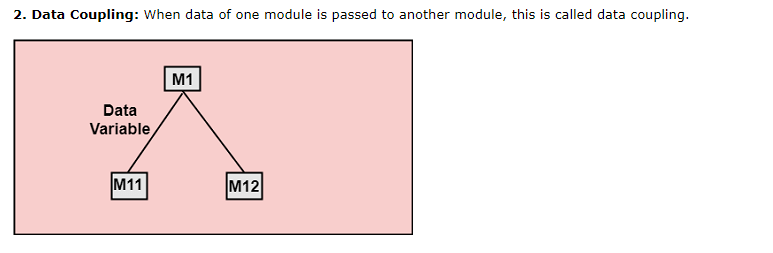 2. Data Coupling: When data of one module is passed to another module, this is called data coupling.
M1
Data
Variable
M11
M12